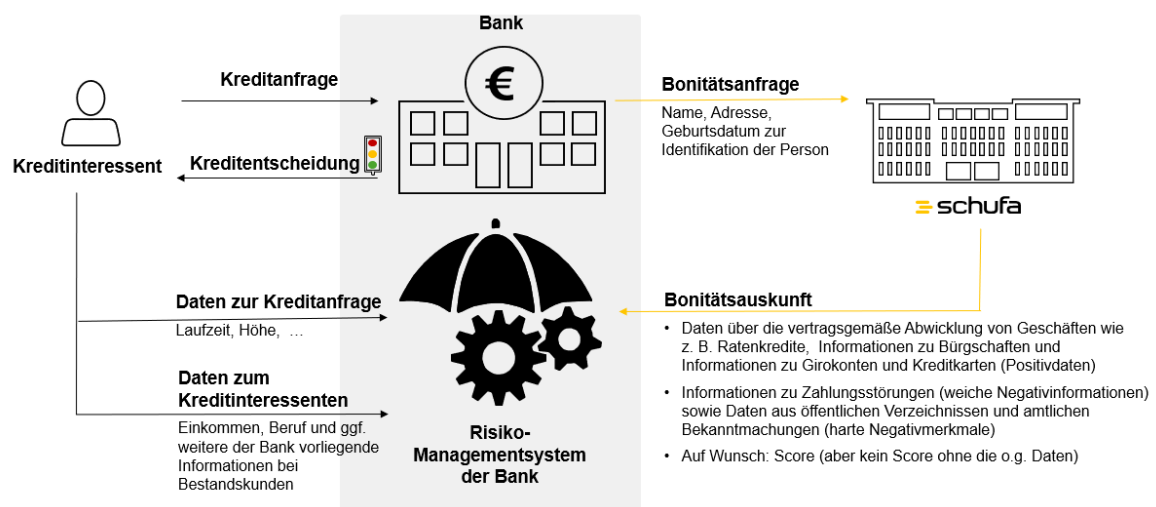 Bank
€
Kreditanfrage
Kreditinteressent
Kreditentscheidung
Bonitätsanfrage
Name, Adresse,
Geburtsdatum zur
Identifikation der Person
schufa
Daten zur Kreditanfrage
Laufzeit, Höhe, …
Daten zum
Kreditinteressenten
Einkommen, Beruf und ggf.
weitere der Bank vorliegende
Informationen bei
Bestandskunden
Risiko-
Managementsystem
der Bank
Bonitätsauskunft
• Daten über die vertragsgemäße Abwicklung von Geschäften wie
z. B. Ratenkredite, Informationen zu Bürgschaften und
Informationen zu Girokonten und Kreditkarten (Positivdaten)
• Informationen zu Zahlungsstörungen (weiche Negativinformationen)
sowie Daten aus öffentlichen Verzeichnissen und amtlichen
Bekanntmachungen (harte Negativmerkmale)
• Auf Wunsch: Score (aber kein Score ohne die o.g. Daten)